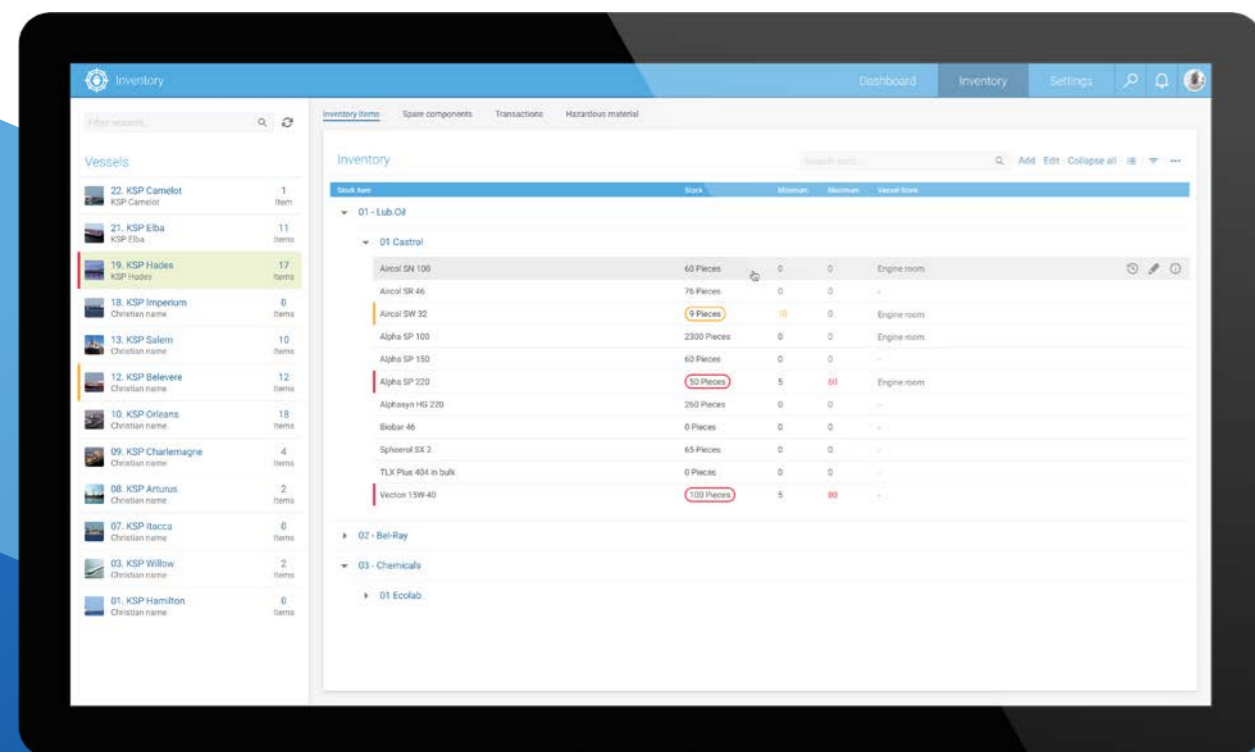 Inventory
Dashboard Inventory Settings
Filter vessels...
Vessels
22. KSP Camelot 1
KSP Camelot Item
21. KSP Elba 11
KSP Elba Items
19. KSP Hades 17
KSP Hades Items
18. KSP Imperium 0
Christian name Items
13. KSP Salem 10
Christian name Items
12. KSP Belevere 12
Christian name Items
10. KSP Orleans 18
Christian name Items
09. KSP Charlemagne 4
Christian name Items
08. KSP Arturus 2
Christian name Items
07. KSP Itacca 0
Christian name Items
03. KSP Willow 2
Christian name Items
01. KSP Hamilton 0
Christian name Items
Inventory Items Spare components Transactions Hazardous material
Inventory
Search item...
Add Edit Collapse all
Stock item Stock Minimum Maximum Vessel Store
01 - Lub.Oil
01 Castrol
Aircol SN 100 60 Pieces 0 0 Engine room
Aircol SR 46 76 Pieces 0 0 -
Aircol SW 32 9 Pieces 10 0 Engine room
Alpha SP 100 2300 Pieces 0 0 Engine room
Alpha SP 150 60 Pieces 0 0 -
Alpha SP 220 50 Pieces 5 60 Engine room
Alphasyn HG 220 260 Pieces 0 0 -
Biobar 46 0 Pieces 0 0 -
Spheerol SX 2 65 Pieces 0 0 -
TLX Plus 404 in bulk 0 Pieces 0 0 -
Vecton 15W-40 100 Pieces 5 80 -
02 - Bel-Ray
03 - Chemicals
01 Ecolab